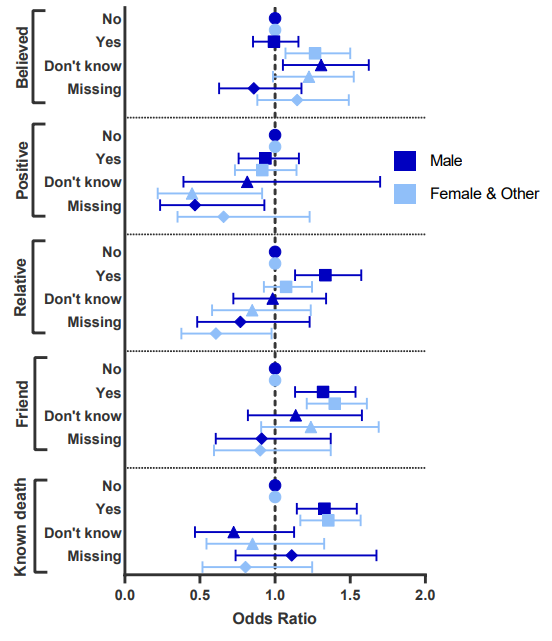 Believed
No
Yes
Don't know
Missing
Positive
No
Yes
Don't know
Missing
Male
Female & Other
Relative
No
Yes
Don't know
Missing
Friend
No
Yes
Don't know
Missing
Known death
No
Yes
Don't know
Missing
0.0 0.5 1.0 1.5 2.0
Odds Ratio